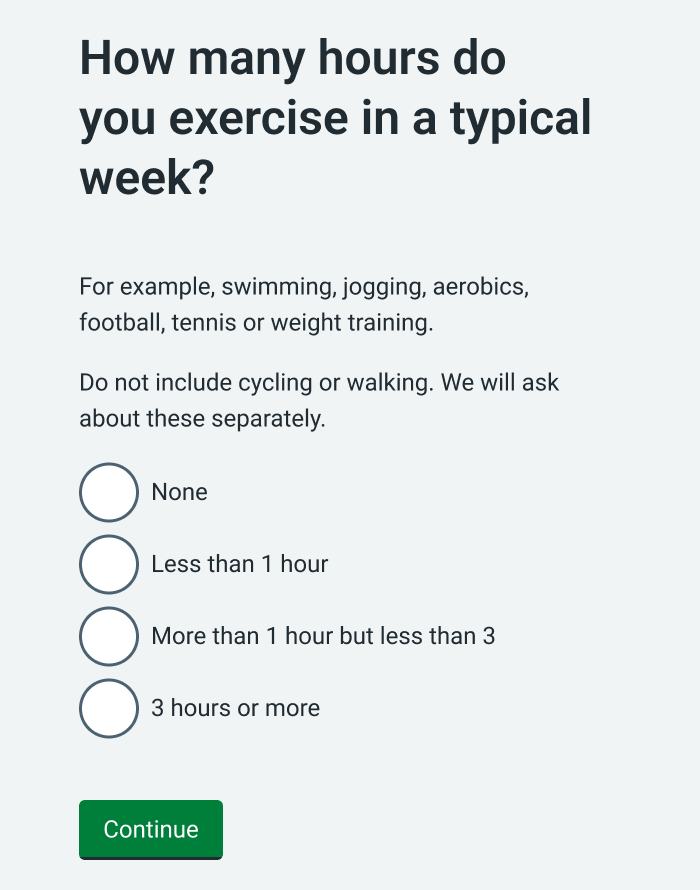 How many hours do
you exercise in a typical
week?
For example, swimming, jogging, aerobics,
football, tennis or weight training.
Do not include cycling or walking. We will ask
about these separately.
None
Less than 1 hour
More than 1 hour but less than 3
3 hours or more
Continue